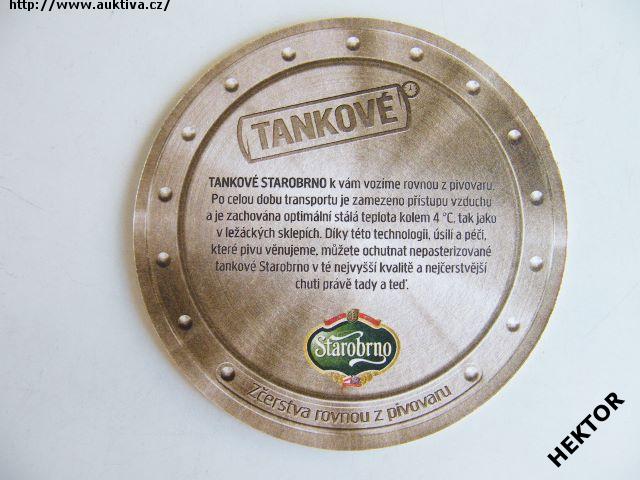 http://www.auktiva.cz/
TANKOVÉ
TANKOVÉ STAROBRNO k vám vozíme rovnou z pivovaru.
Po celou dobu transportu je zamezeno přístupu vzduchu
a je zachována optimální stálá teplota kolem 4 °C, tak jako
v ležáckých sklepích. Díky této technologii, úsilí a péči,
které pivu věnujeme, můžete ochutnat nepasterizované
tankové Starobrno v té nejvyšší kvalitě a nejčerstvější
chuti právě tady a teď.
Starobrno
Zčerstva rovnou z pivovaru
HEKTOR